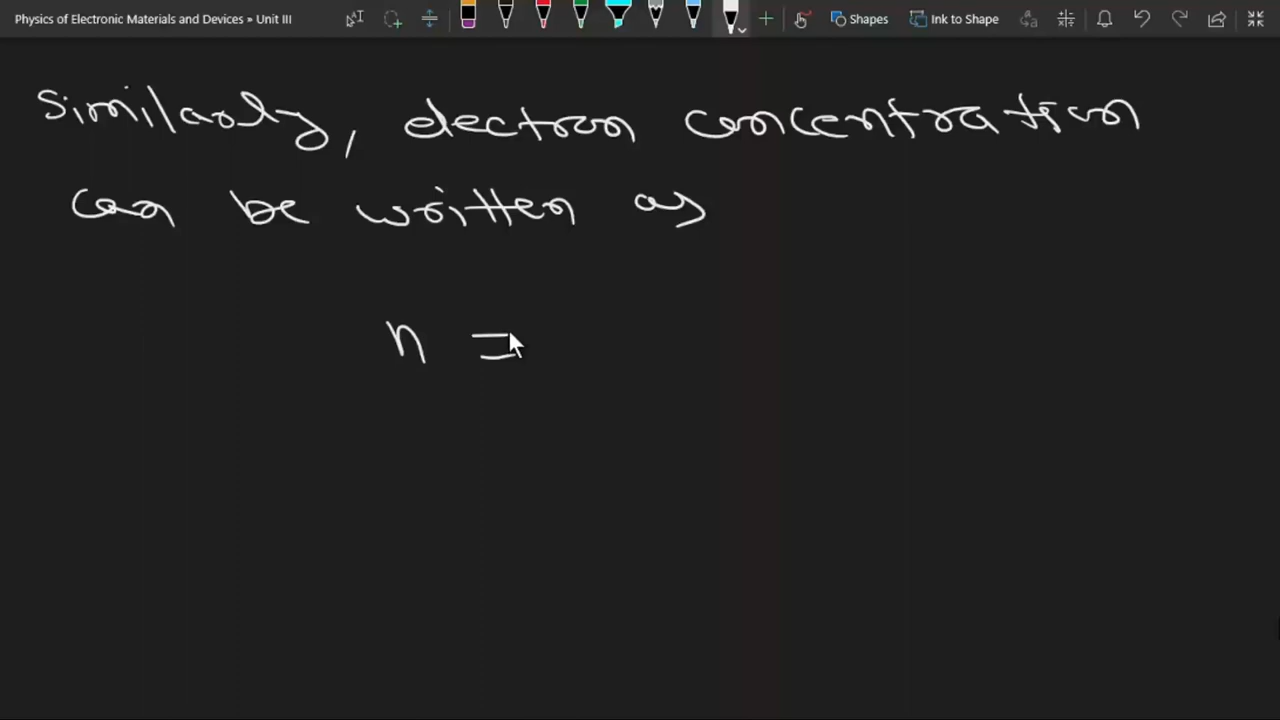 Physics of Electronic Materials and Devices » Unit III
Shapes
Ink to Shape
Similarly, electron concentration
can be written as
n =